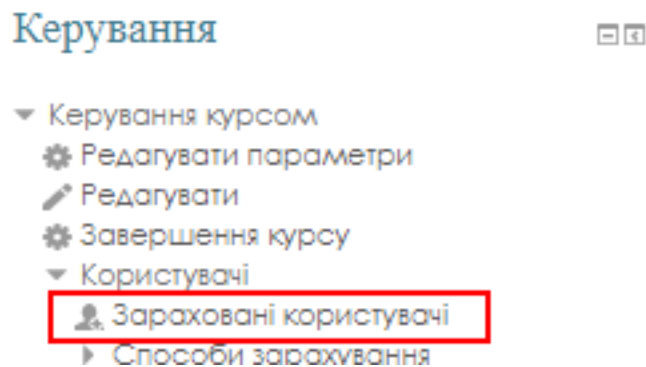 Керування
Керування курсом
Редагувати параметри
Редагувати
Завершення курсу
Користувачі
Зараховані користувачі
Способи зарахування